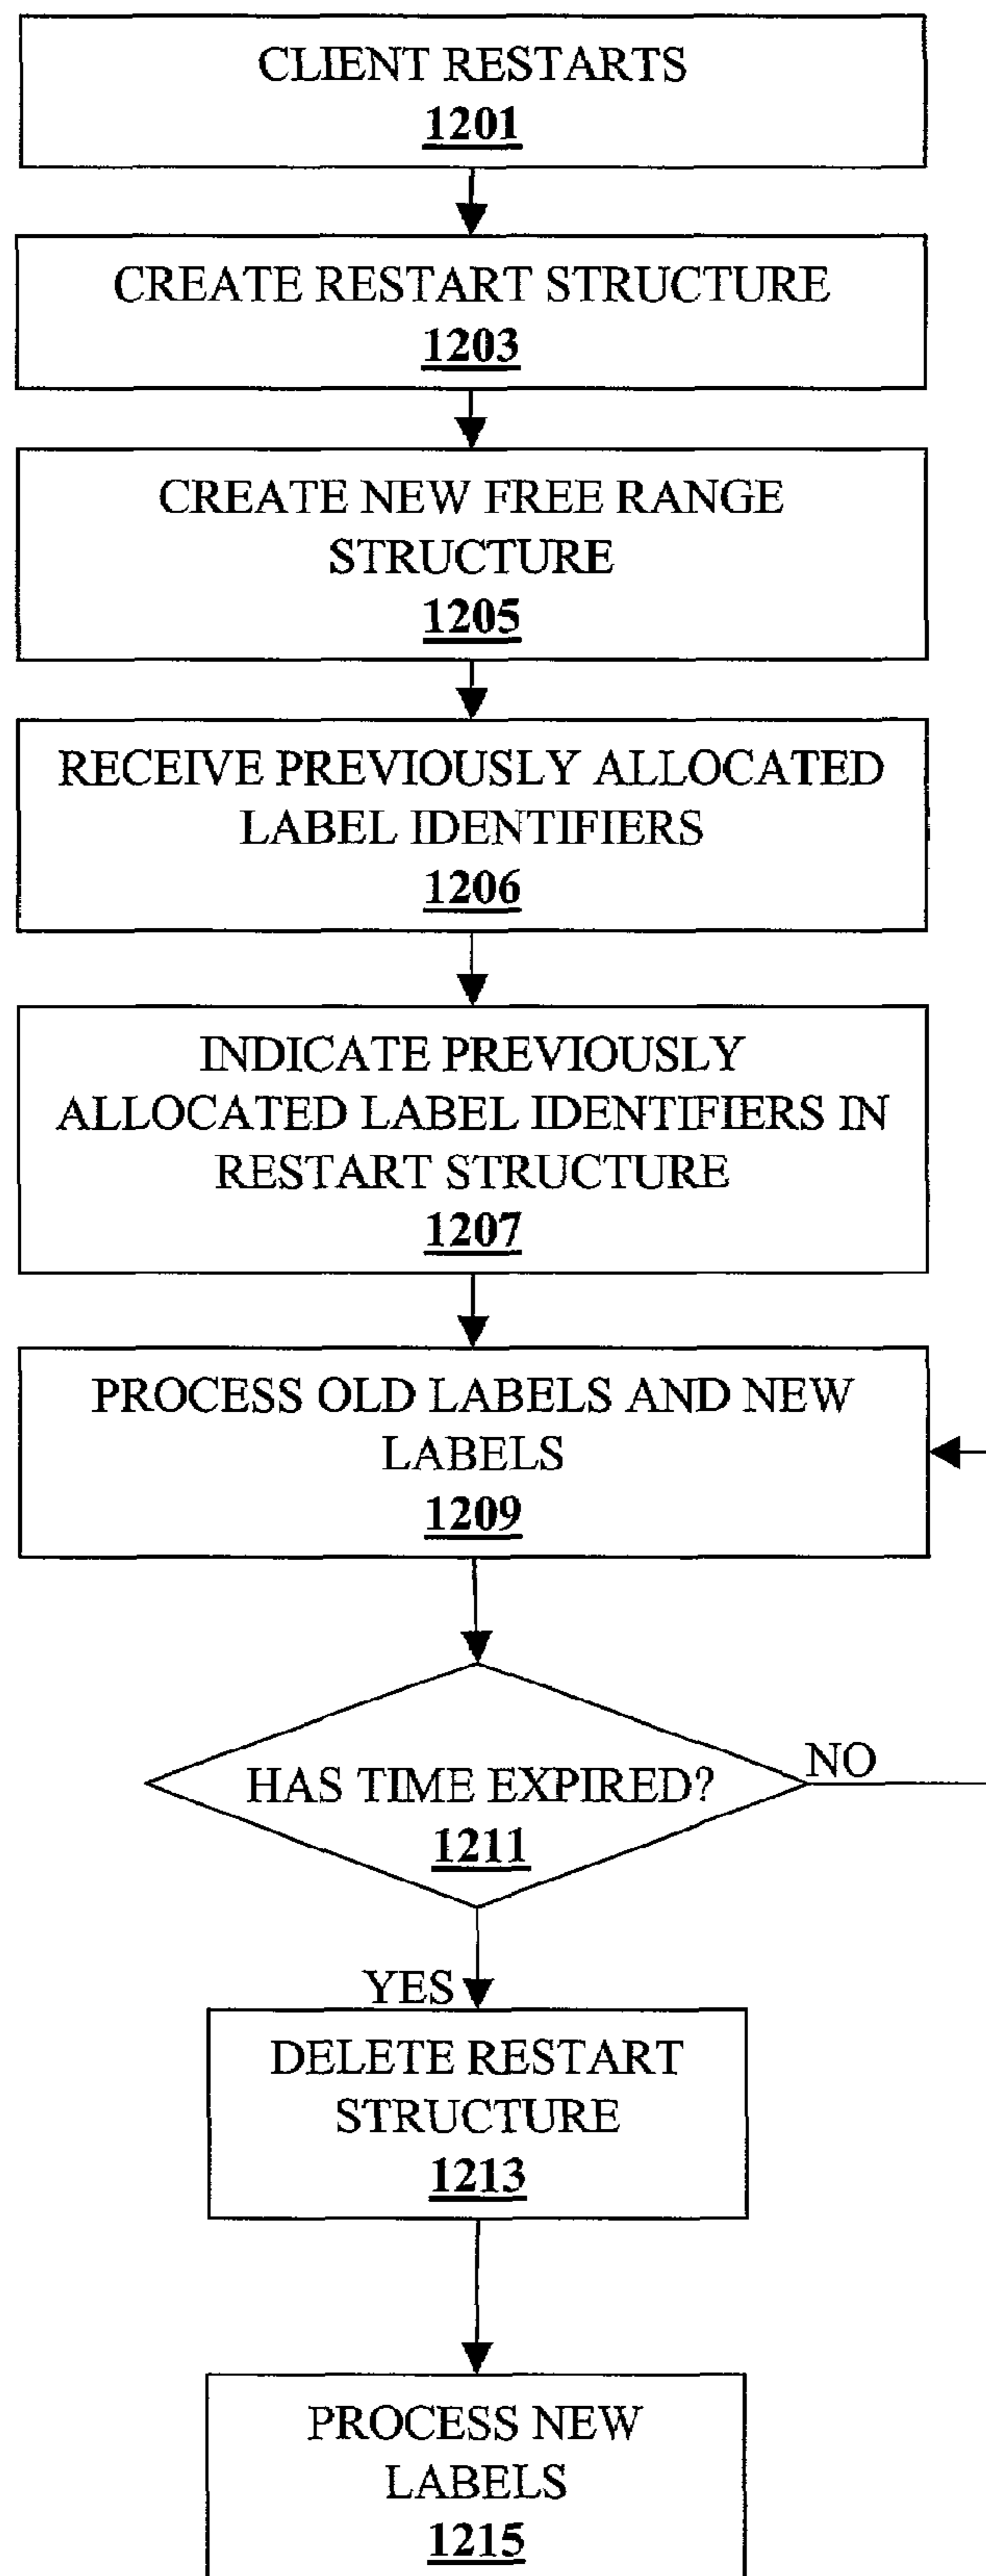 CLIENT RESTARTS
1201
CREATE RESTART STRUCTURE
1203
CREATE NEW FREE RANGE
STRUCTURE
1205
RECEIVE PREVIOUSLY ALLOCATED
LABEL IDENTIFIERS
1206
INDICATE PREVIOUSLY
ALLOCATED LABEL IDENTIFIERS IN
RESTART STRUCTURE
1207
PROCESS OLD LABELS AND NEW
LABELS
1209
HAS TIME EXPIRED?
1211
NO
YES
DELETE RESTART
STRUCTURE
1213
PROCESS NEW
LABELS
1215